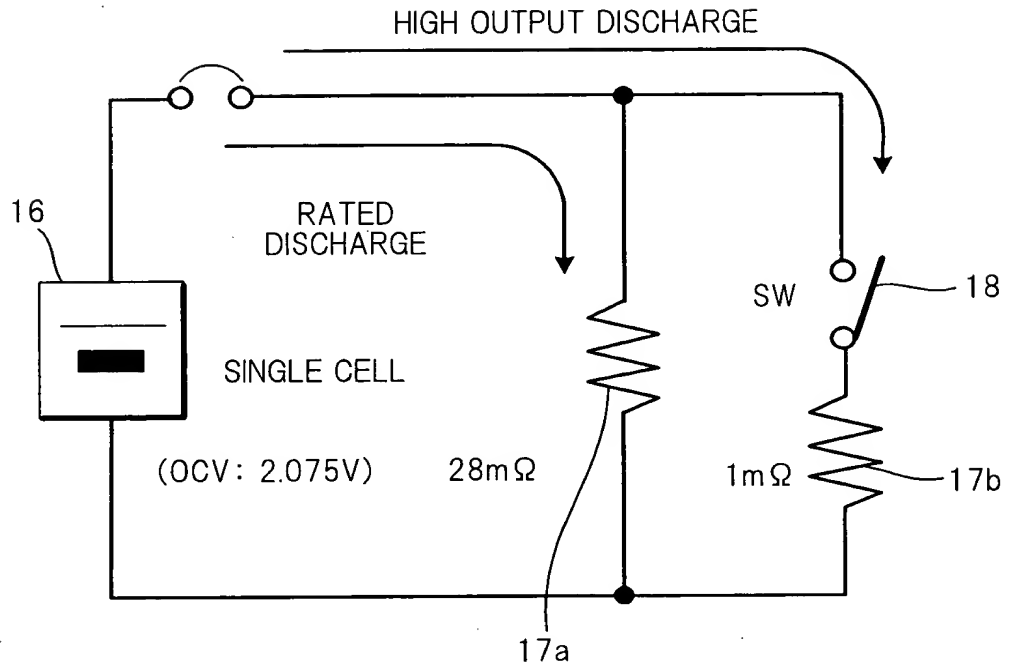 HIGH OUTPUT DISCHARGE
RATED
DISCHARGE
16
SW
18
SINGLE CELL
(OCV: 2.075V)
28mΩ
1mΩ
17b
17a